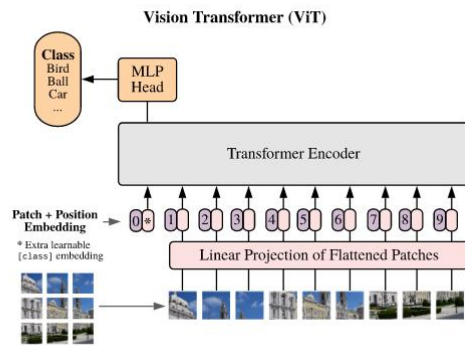 Vision Transformer (ViT)
Class
Bird
Ball
Car
...
MLP
Head
Transformer Encoder
Patch + Position
Embedding
* Extra learnable
[class] embedding
0 * 1 2 3 4 5 6 7 8 9
Linear Projection of Flattened Patches